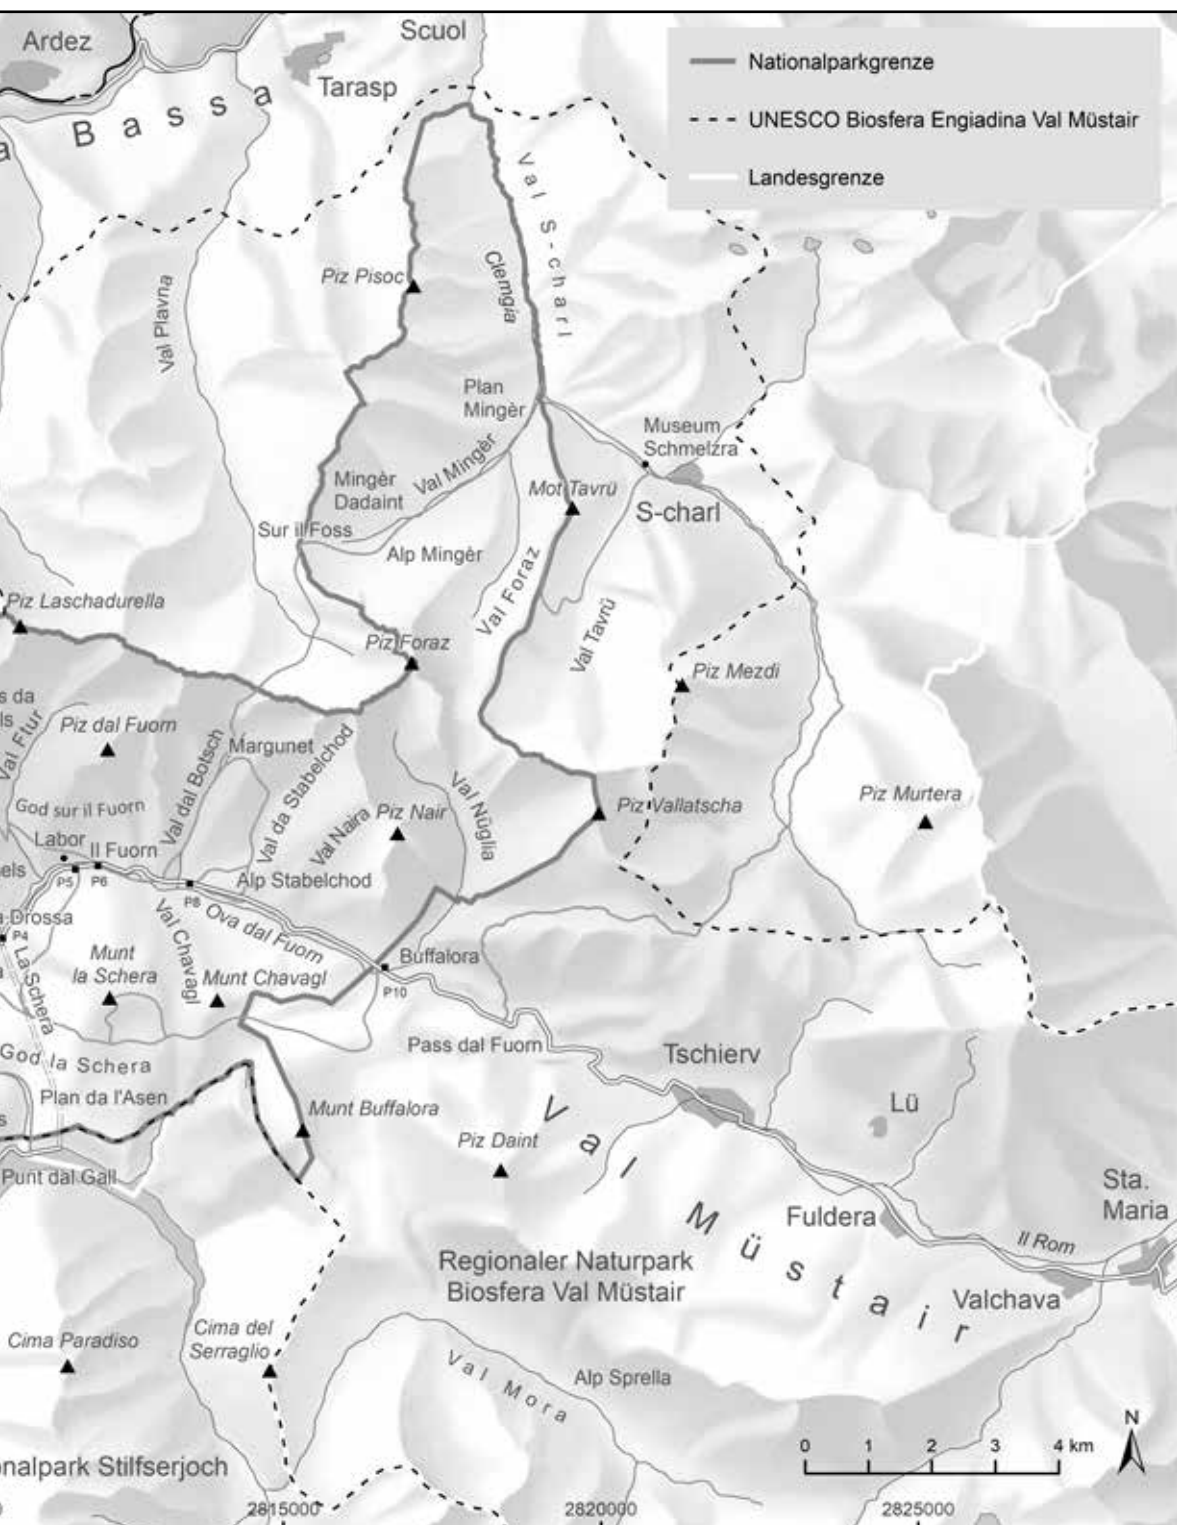 Ardez
Scuol
Tarasp
Bassa
Nationalparkgrenze
UNESCO Biosfera Engiadina Val Müstair
Landesgrenze
Val S-charl
Clemgia
Piz Pisoc
Val Plavna
Plan
Mingèr
Museum
Schmelzra
Mingèr
Dadaint
Val Mingèr
Mot Tavrü
S-charl
Sur il Foss
Alp Mingèr
Val Foraz
Val Tavrü
Piz Laschadurella
Piz Foraz
Piz Mezdi
s da
ls
Val Ftur
Piz dal Fuorn
Margunet
Val dal Botsch
Val da Stabelchod
Val Naira
Piz Nair
Val Nüglia
Piz Vallatscha
Piz Murtera
God sur il Fuorn
Labor
Il Fuorn
els
P5
P6
P8
Alp Stabelchod
a Drossa
P4
Val Chavagl
Ova dal Fuorn
La Schera
Munt
la Schera
Munt Chavagl
Buffalora
P10
God la Schera
Pass dal Fuorn
Tschierv
Plan da l'Asen
Munt Buffalora
Piz Daint
Lü
Val Müstair
Punt dal Gall
Sta.
Maria
Fuldera
Il Rom
Regionaler Naturpark
Biosfera Val Müstair
Valchava
Cima Paradiso
Cima del
Serraglio
Val Mora
Alp Sprella
N
0 1 2 3 4 km
onalpark Stilfserjoch
2815000
2820000
2825000